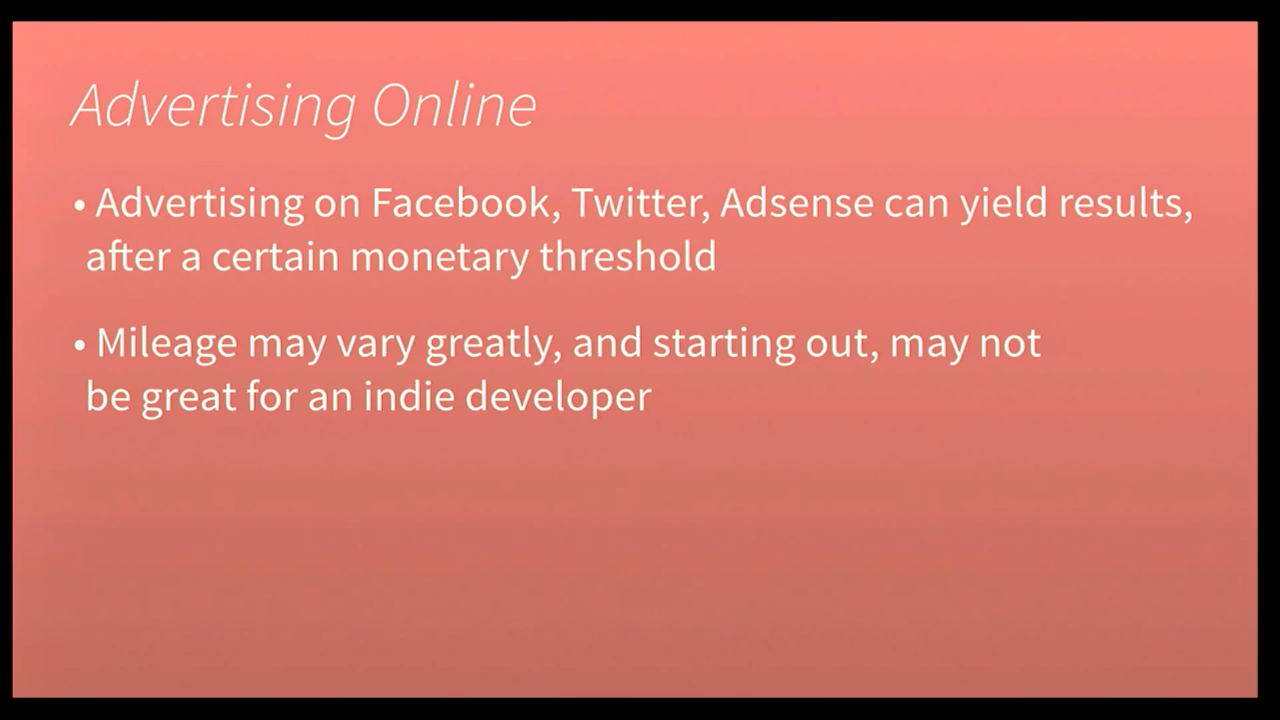 Advertising Online
• Advertising on Facebook, Twitter, Adsense can yield results,
after a certain monetary threshold
• Mileage may vary greatly, and starting out, may not
be great for an indie developer